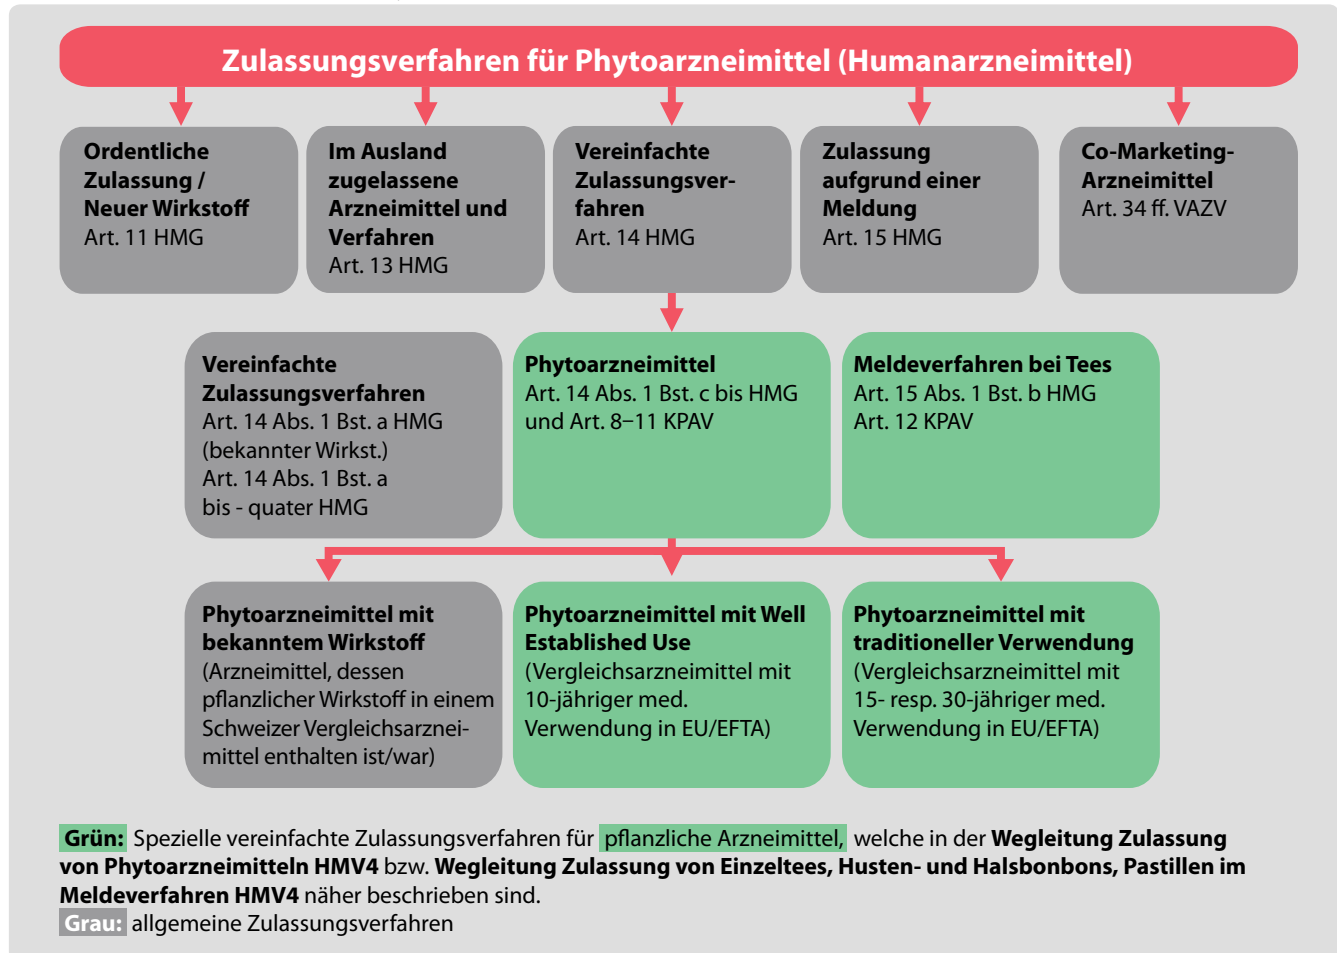 Zulassungsverfahren für Phytoarzneimittel (Humanarzneimittel)
Ordentliche
Zulassung /
Neuer Wirkstoff
Art. 11 HMG
Im Ausland
zugelassene
Arzneimittel und
Verfahren
Art. 13 HMG
Vereinfachte
Zulassungsver-
fahren
Art. 14 HMG
Zulassung
aufgrund einer
Meldung
Art. 15 HMG
Co-Marketing-
Arzneimittel
Art. 34 ff. VAZV
Vereinfachte
Zulassungsverfahren
Art. 14 Abs. 1 Bst. a HMG
(bekannter Wirkst.)
Art. 14 Abs. 1 Bst. a
bis - quater HMG
Phytoarzneimittel
Art. 14 Abs. 1 Bst. c bis HMG
und Art. 8–11 KPAV
Meldeverfahren bei Tees
Art. 15 Abs. 1 Bst. b HMG
Art. 12 KPAV
Phytoarzneimittel mit
bekanntem Wirkstoff
(Arzneimittel, dessen
pflanzlicher Wirkstoff in einem
Schweizer Vergleichsarznei-
mittel enthalten ist/war)
Phytoarzneimittel mit Well
Established Use
(Vergleichsarzneimittel mit
10-jähriger med.
Verwendung in EU/EFTA)
Phytoarzneimittel mit
traditioneller Verwendung
(Vergleichsarzneimittel mit
15- resp. 30-jähriger med.
Verwendung in EU/EFTA)
Grün: Spezielle vereinfachte Zulassungsverfahren für pflanzliche Arzneimittel, welche in der Wegleitung Zulassung
von Phytoarzneimitteln HMV4 bzw. Wegleitung Zulassung von Einzeltees, Husten- und Halsbonbons, Pastillen im
Meldeverfahren HMV4 näher beschrieben sind.
Grau: allgemeine Zulassungsverfahren